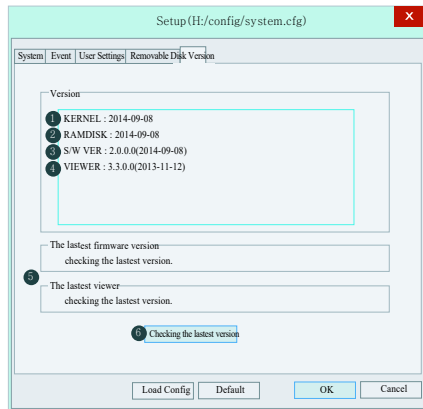 Setup(H:/config/system.cfg)
X
System Event User Settings Removable Disk Version
Version
1 KERNEL : 2014-09-08
2 RAMDISK : 2014-09-08
3 S/W VER : 2.0.0.0(2014-09-08)
4 VIEWER : 3.3.0.0(2013-11-12)
The lastest firmware version
checking the lastest version.
5
The lastest viewer
checking the lastest version.
6 Checking the lastest version
Load Config Default OK Cancel